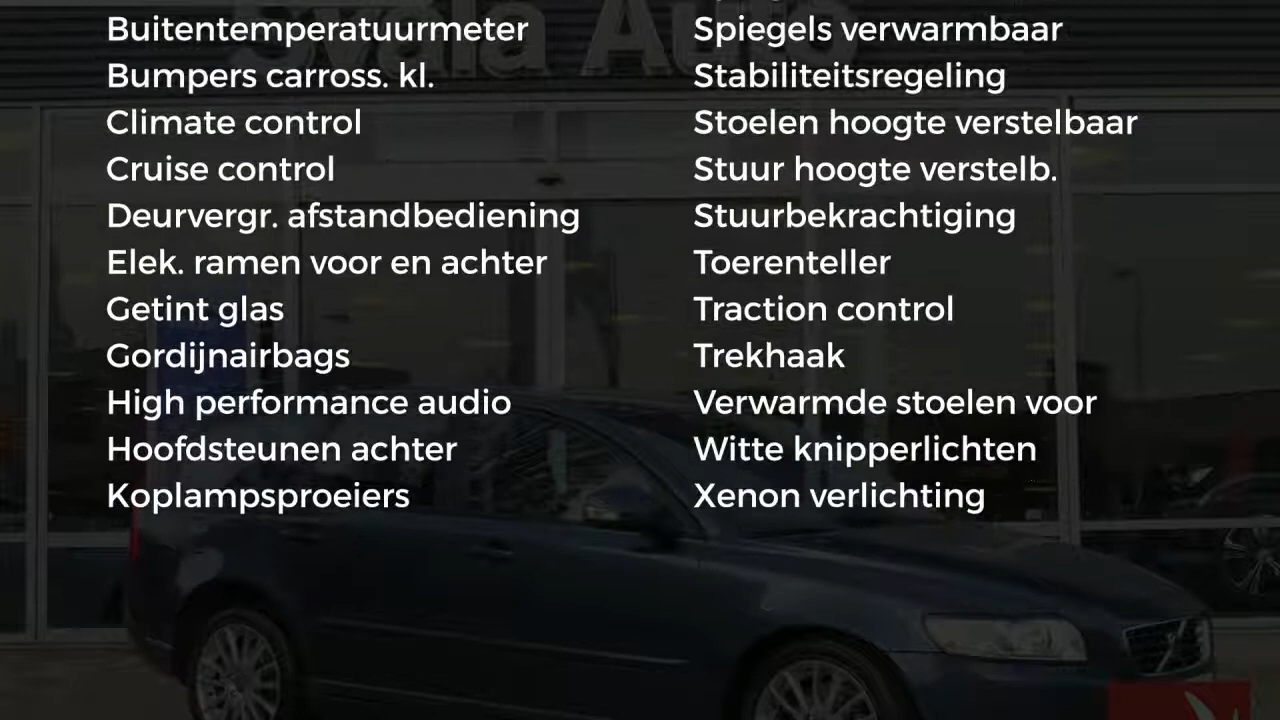 Svala Auto
Buitentemperatuurmeter
Bumpers carross. kl.
Climate control
Cruise control
Deurvergr. afstandbediening
Elek. ramen voor en achter
Getint glas
Gordijnairbags
High performance audio
Hoofdsteunen achter
Koplampsproeiers
Spiegels verwarmbaar
Stabiliteitsregeling
Stoelen hoogte verstelbaar
Stuur hoogte verstelb.
Stuurbekrachtiging
Toerenteller
Traction control
Trekhaak
Verwarmde stoelen voor
Witte knipperlichten
Xenon verlichting